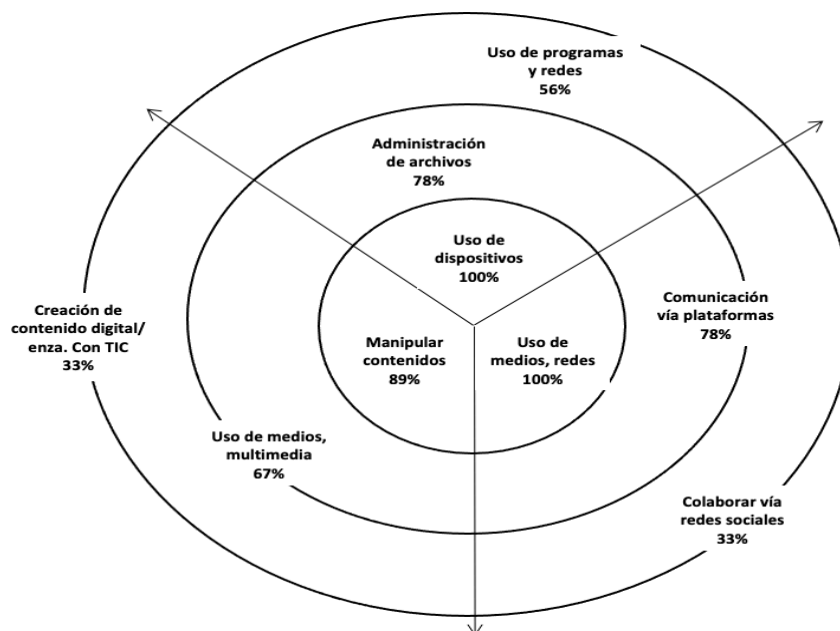 Uso de programas
y redes
56%
Administración
de archivos
78%
Uso de
dispositivos
100%
Creación de
contenido digital/
enza. Con TIC
33%
Manipular
contenidos
89%
Uso de
medios, redes
100%
Comunicación
vía plataformas
78%
Uso de medios,
multimedia
67%
Colaborar vía
redes sociales
33%